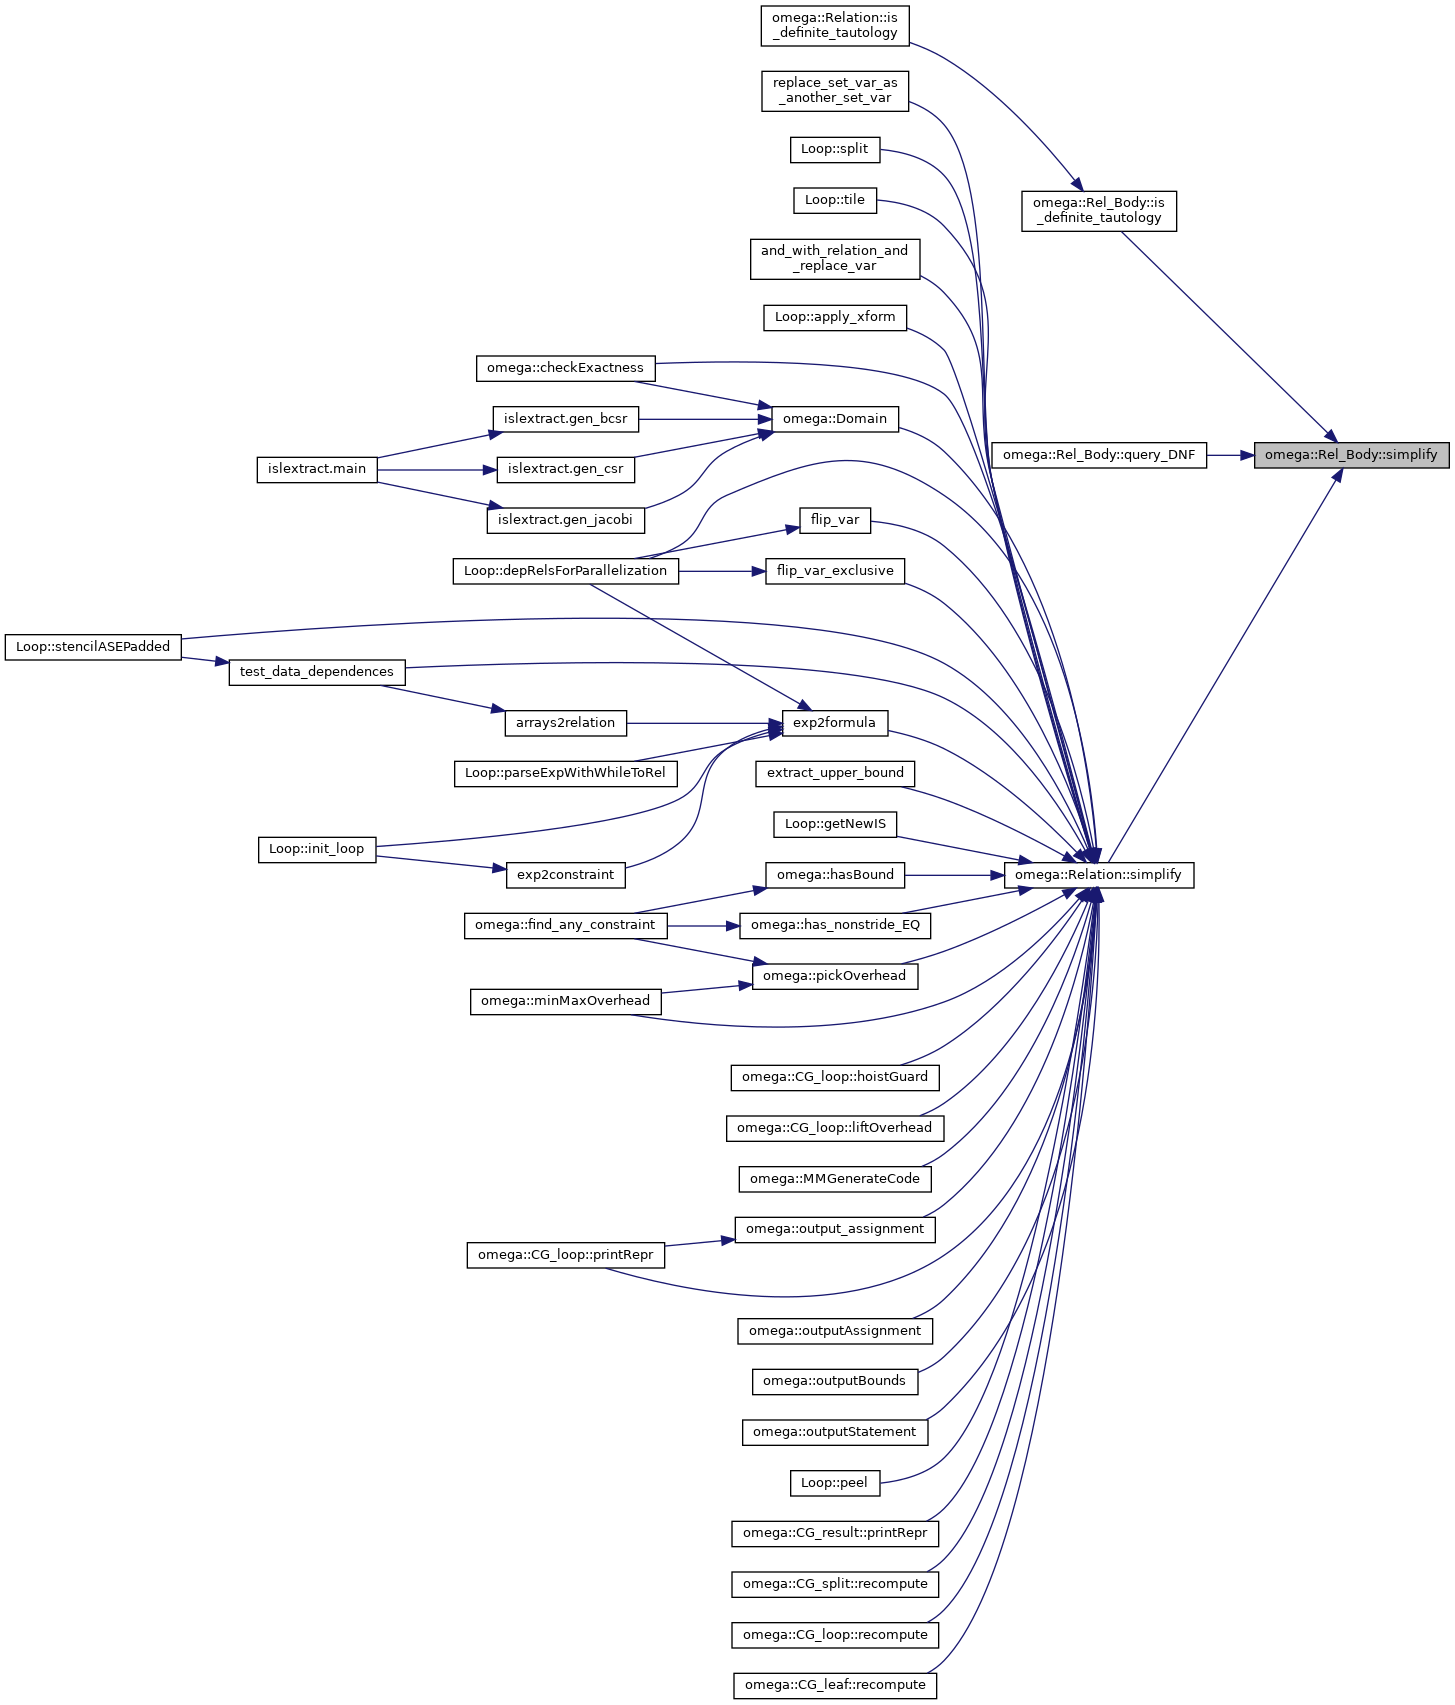 omega::Relation::is
_definite_tautology
replace_set_var_as
_another_set_var
Loop::split
Loop::tile
omega::Rel_Body::is
_definite_tautology
and_with_relation_and
_replace_var
Loop::apply_xform
omega::checkExactness
islextract.gen_bcsr
omega::Domain
omega::Rel_Body::query_DNF
omega::Rel_Body::simplify
islextract.main
islextract.gen_csr
islextract.gen_jacobi
flip_var
Loop::depRelsForParallelization
flip_var_exclusive
Loop::stencilASEPadded
test_data_dependences
arrays2relation
exp2formula
Loop::parseExpWithWhileToRel
extract_upper_bound
Loop::getNewIS
Loop::init_loop
exp2constraint
omega::hasBound
omega::Relation::simplify
omega::find_any_constraint
omega::has_nonstride_EQ
omega::pickOverhead
omega::minMaxOverhead
omega::CG_loop::hoistGuard
omega::CG_loop::liftOverhead
omega::MMGenerateCode
omega::output_assignment
omega::CG_loop::printRepr
omega::outputAssignment
omega::outputBounds
omega::outputStatement
Loop::peel
omega::CG_result::printRepr
omega::CG_split::recompute
omega::CG_loop::recompute
omega::CG_leaf::recompute